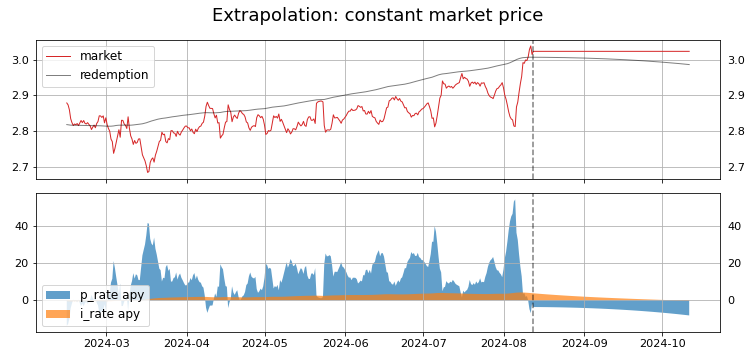 Extrapolation: constant market price
3.0
2.9
2.8
2.7
market
redemption
3.0
2.9
2.8
2.7
40
20
0
p_rate apy
i_rate apy
40
20
0
2024-03 2024-04 2024-05 2024-06 2024-07 2024-08 2024-09 2024-10